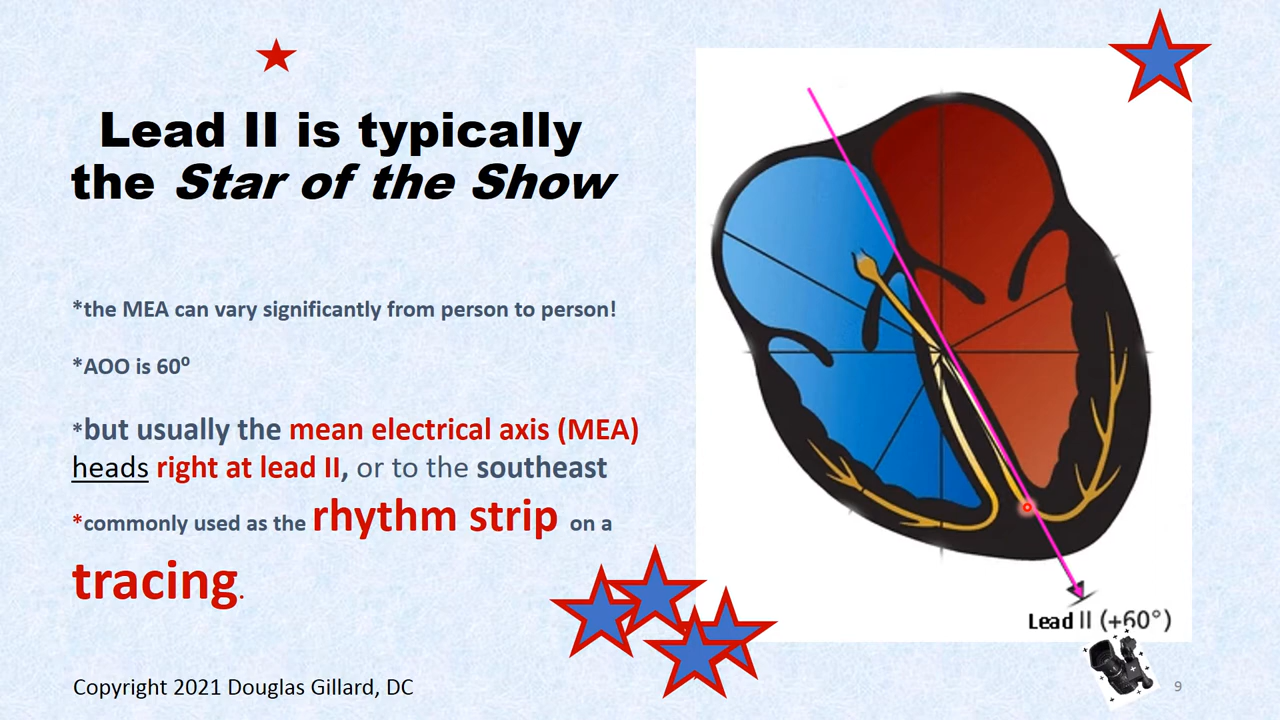 Lead II is typically
the Star of the Show
*the MEA can vary significantly from person to person!
*AOO is 60⁰
*but usually the mean electrical axis (MEA)
heads right at lead II, or to the southeast
*commonly used as the rhythm strip on a
tracing.
Lead II (+60°)
Copyright 2021 Douglas Gillard, DC
9